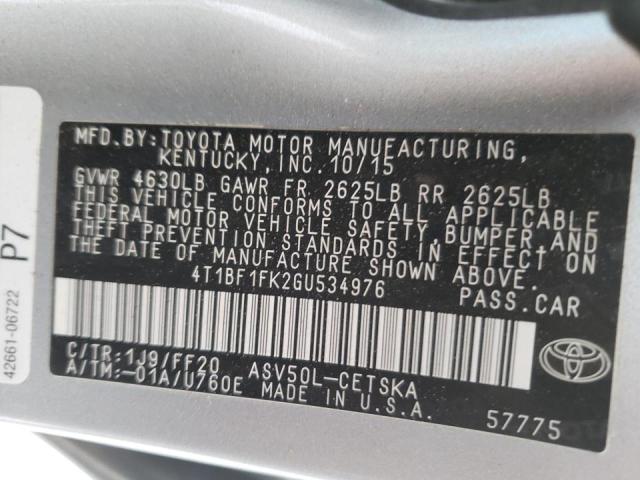 MFD.BY:TOYOTA MOTOR MANUFACTURING,
KENTUCKY, INC. 10/15
GVWR 4630LB GAWR FR 2625LB RR 2625LB
THIS VEHICLE CONFORMS TO ALL APPLICABLE
FEDERAL MOTOR VEHICLE SAFETY, BUMPER, AND
THEFT PREVENTION STANDARDS IN EFFECT ON
THE DATE OF MANUFACTURE SHOWN ABOVE.
4T1BF1FK2GU534976 PASS.CAR
C/TR:1J9/FF20 ASV50L-CETSKA
A/TM:-01A/U760E MADE IN U.S.A.
57775
TOYOTA
P7
42661-06722